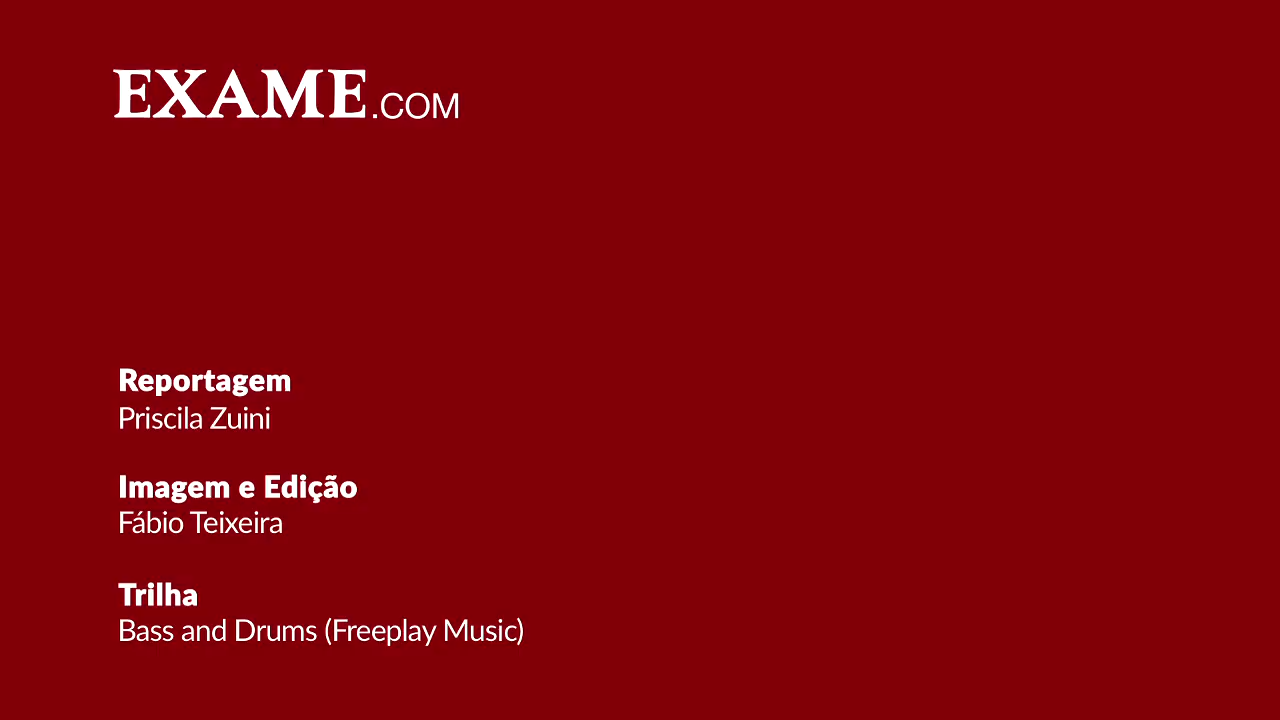 EXAME.COM
Reportagem
Priscila Zuini
Imagem e Edição
Fábio Teixeira
Trilha
Bass and Drums (Freeplay Music)